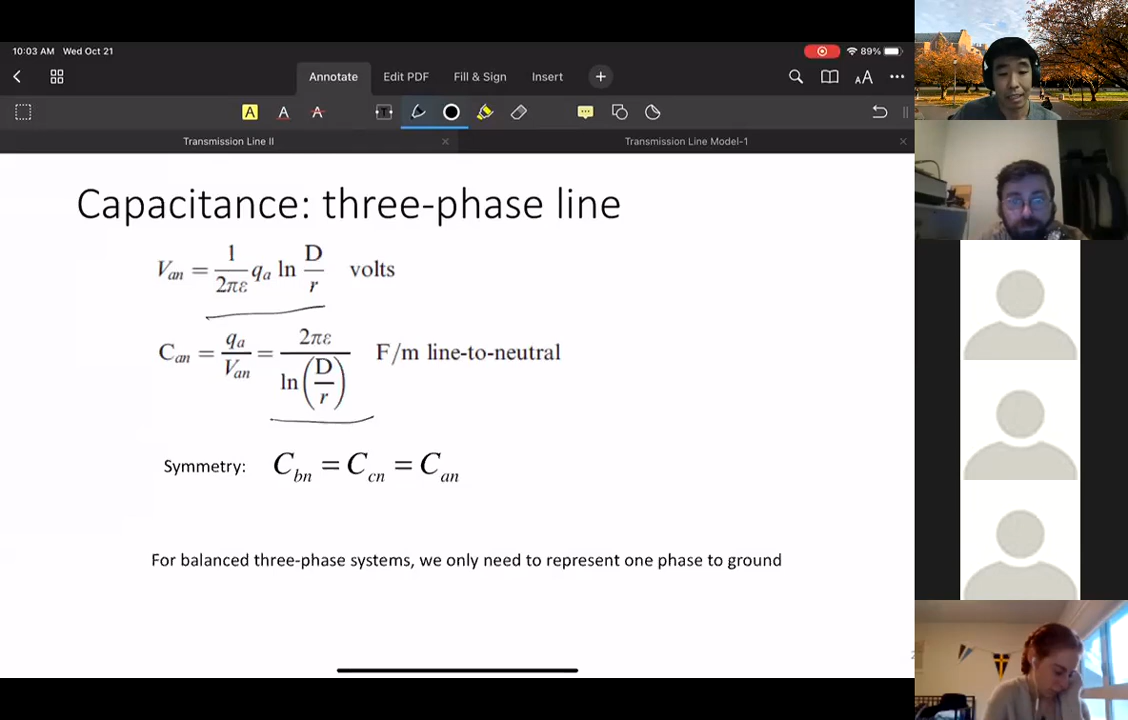 10:03 AM Wed Oct 21
89%
Annotate Edit PDF Fill & Sign Insert
AA
A A A T
Transmission Line II Transmission Line Model-1
Capacitance: three-phase line
V_an = 1/(2πε) q_a ln D/r volts
C_an = q_a/V_an = 2πε/ln(D/r) F/m line-to-neutral
Symmetry: C_bn = C_cn = C_an
For balanced three-phase systems, we only need to represent one phase to ground